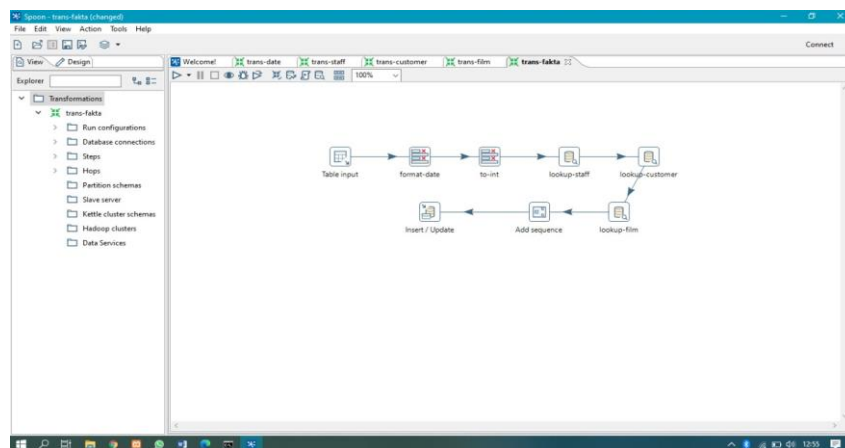 Spoon - trans-fakta (changed)
File Edit View Action Tools Help
Connect
View Design
Welcome! trans-date trans-staff trans-customer trans-film trans-fakta
Explorer
100%
Transformations
trans-fakta
Run configurations
Database connections
Steps
Hops
Partition schemas
Slave server
Kettle cluster schemas
Hadoop clusters
Data Services
Table input format-date to-int lookup-staff lookup-customer
Insert / Update Add sequence lookup-film
12:55